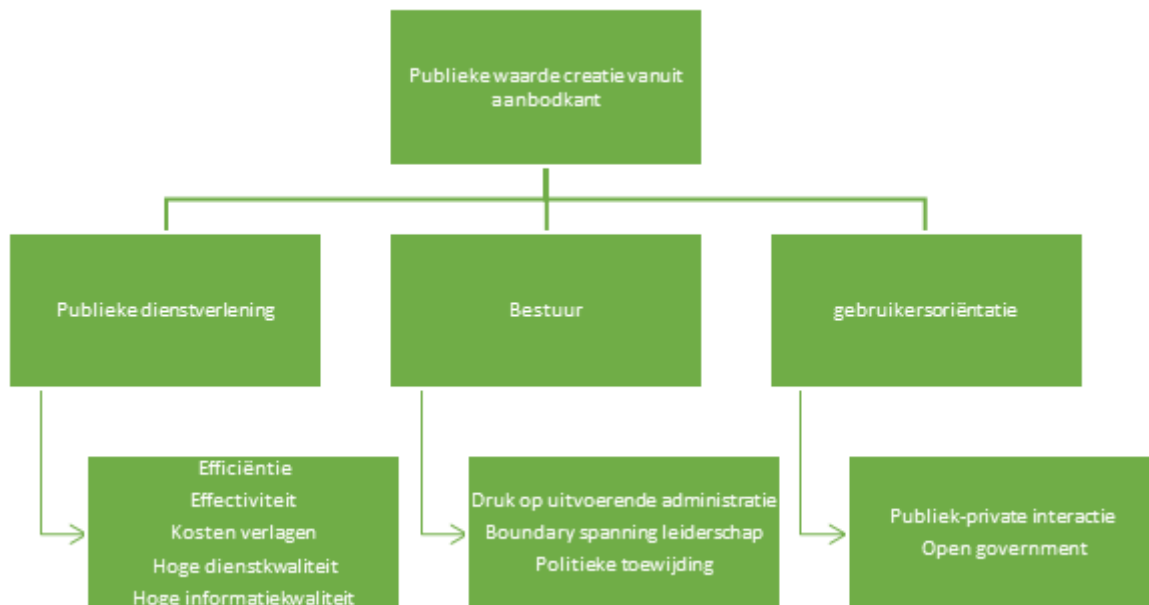 Publieke waarde creatie vanuit
aanbodkant
Publieke dienstverlening
Bestuur
gebruikersoriëntatie
Efficiëntie
Effectiviteit
Kosten verlagen
Hoge dienstkwaliteit
Hoge informatiekwaliteit
Druk op uitvoerende administratie
Boundary spanning leiderschap
Politieke toewijding
Publiek-private interactie
Open government